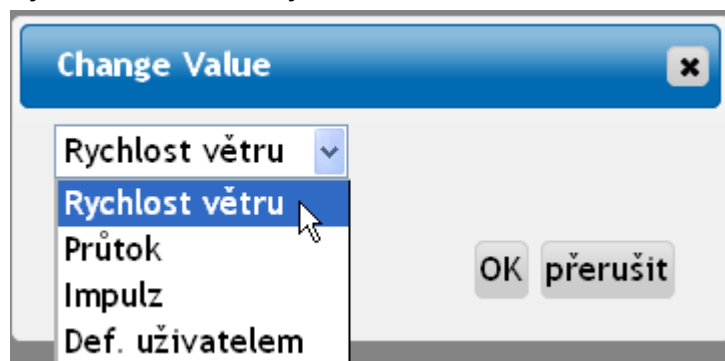 Change Value
Rychlost větru
Rychlost větru
Průtok
Impulz
Def. uživatelem
OK přerušit